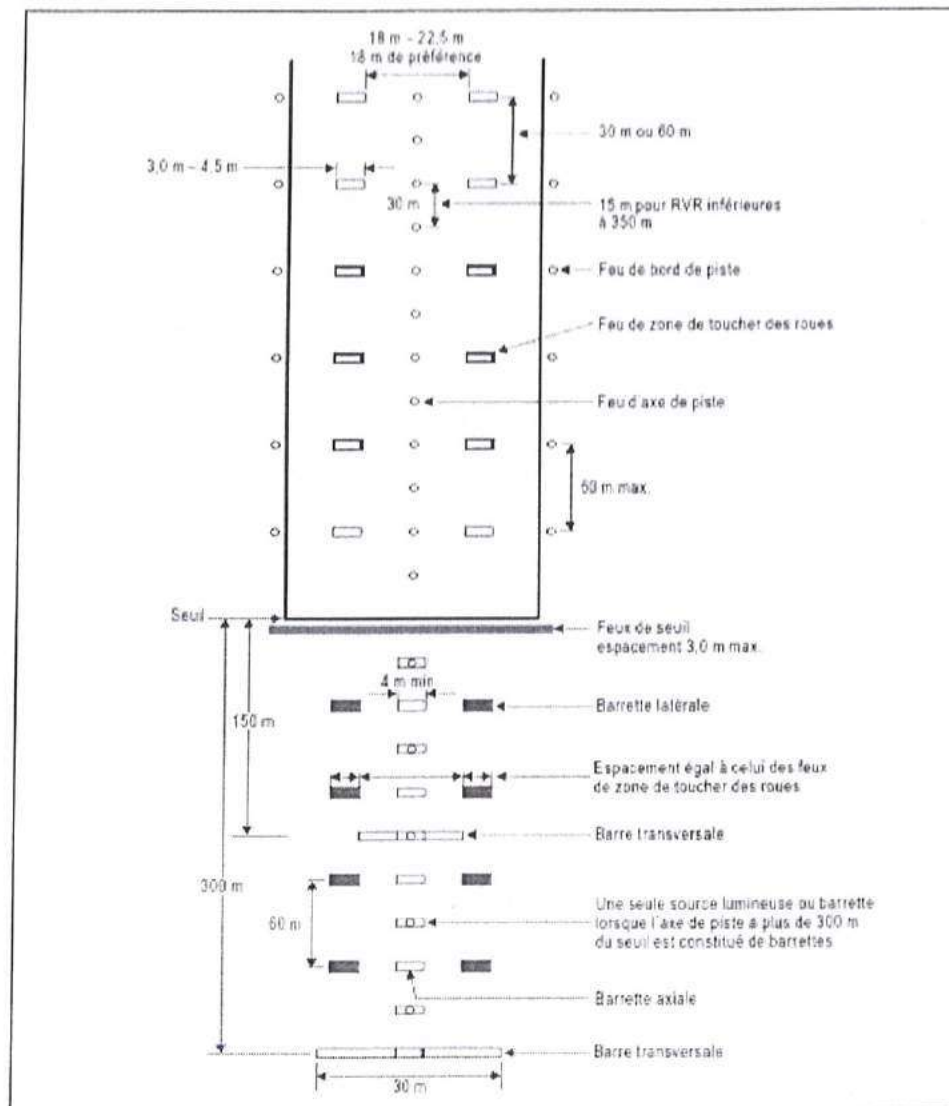 18 m – 22,5 m
18 m de préférence
30 m ou 60 m
3,0 m – 4,5 m
30 m
15 m pour RVR inférieures
à 350 m
Feu de bord de piste
Feu de zone de toucher des roues
Feu d'axe de piste
60 m max.
Seuil
Feux de seuil
espacement 3,0 m max.
4 m min
Barrette latérale
150 m
Espacement égal à celui des feux
de zone de toucher des roues
Barre transversale
300 m
60 m
Une seule source lumineuse ou barrette
lorsque l'axe de piste à plus de 300 m
du seuil est constitué de barrettes
Barrette axiale
Barre transversale
30 m